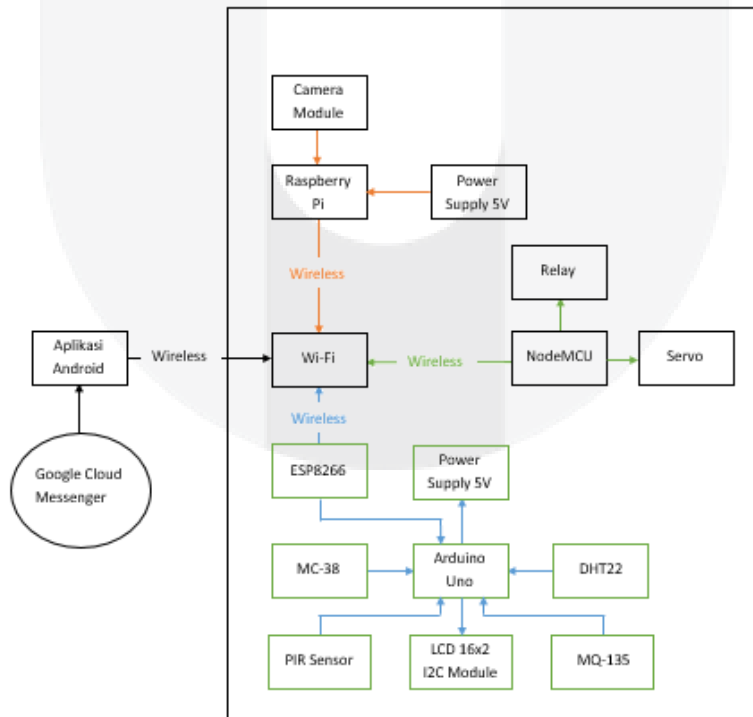 Camera
Module
Raspberry
Pi
Power
Supply 5V
Wireless
Relay
Aplikasi
Android
Wireless
Wi-Fi
Wireless
NodeMCU
Servo
Wireless
Google Cloud
Messenger
ESP8266
Power
Supply 5V
MC-38
Arduino
Uno
DHT22
PIR Sensor
LCD 16x2
I2C Module
MQ-135